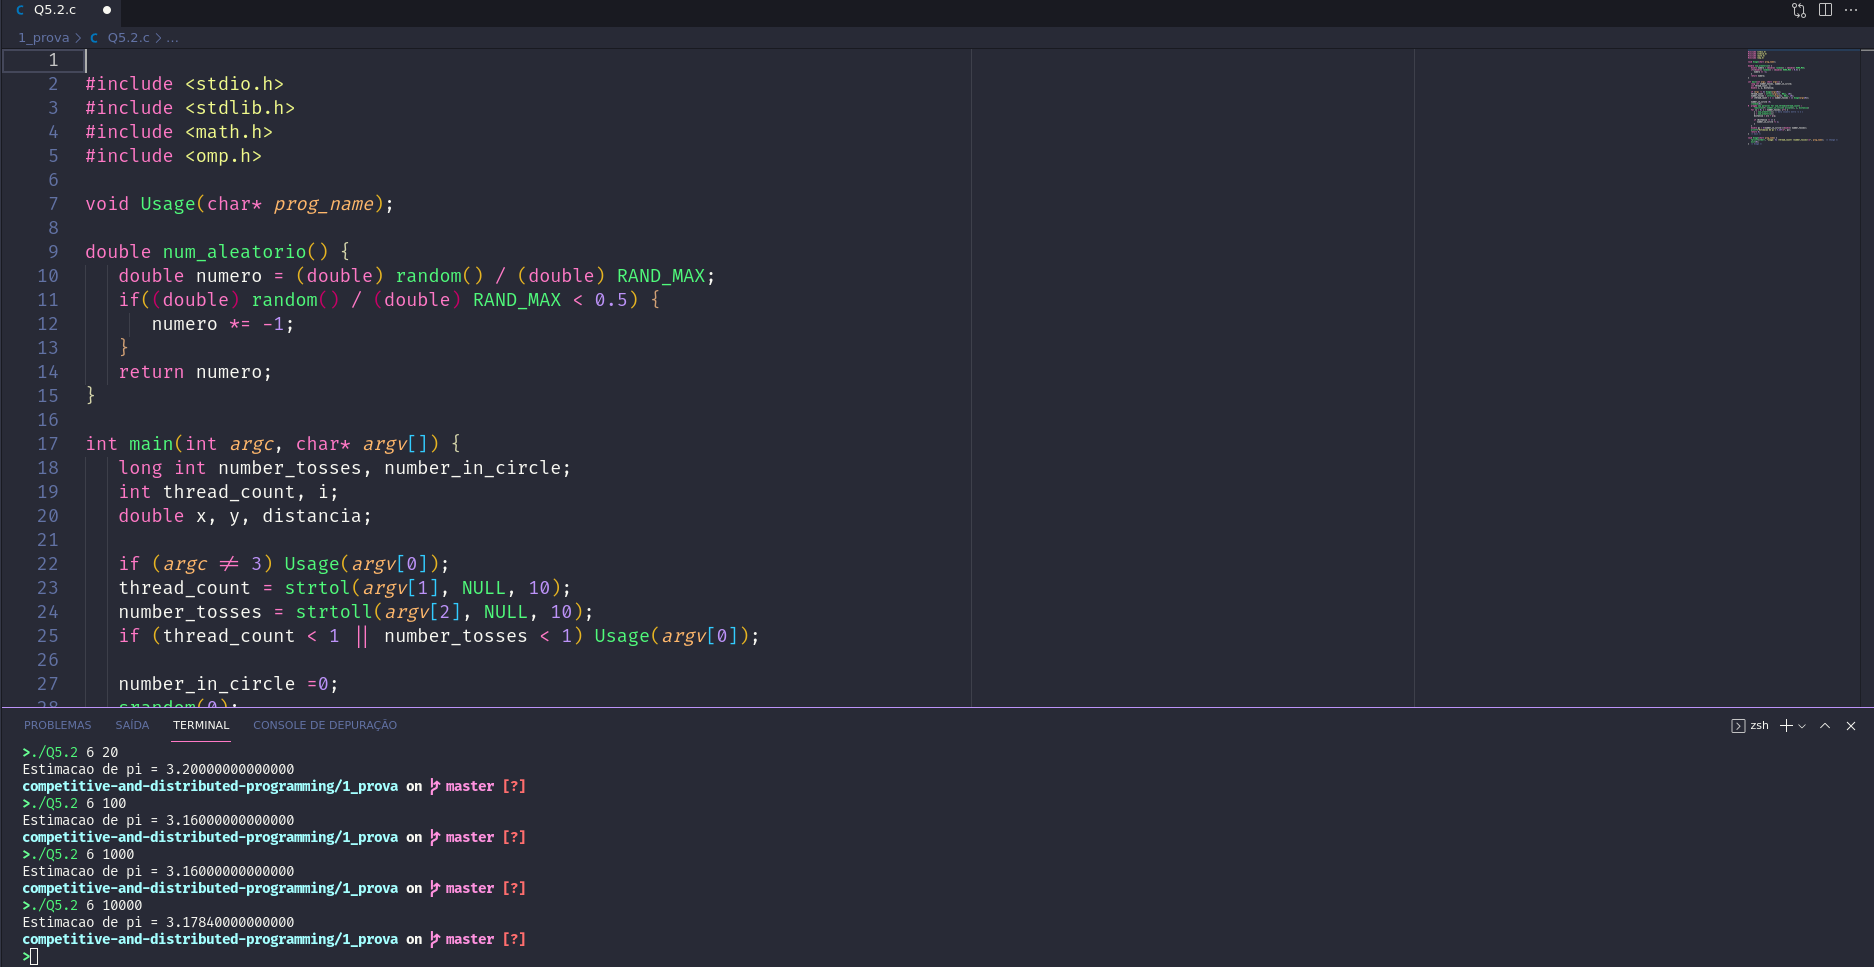 C Q5.2.c ●
1_prova > C Q5.2.c > ...
1
2 #include <stdio.h>
3 #include <stdlib.h>
4 #include <math.h>
5 #include <omp.h>
6
7 void Usage(char* prog_name);
8
9 double num_aleatorio() {
10 double numero = (double) random() / (double) RAND_MAX;
11 if((double) random() / (double) RAND_MAX < 0.5) {
12 numero *= -1;
13 }
14 return numero;
15 }
16
17 int main(int argc, char* argv[]) {
18 long int number_tosses, number_in_circle;
19 int thread_count, i;
20 double x, y, distancia;
21
22 if (argc ≠ 3) Usage(argv[0]);
23 thread_count = strtol(argv[1], NULL, 10);
24 number_tosses = strtoll(argv[2], NULL, 10);
25 if (thread_count < 1 || number_tosses < 1) Usage(argv[0]);
26
27 number_in_circle =0;
28 srandom(0);
PROBLEMAS SAÍDA TERMINAL CONSOLE DE DEPURAÇÃO zsh
>./Q5.2 6 20
Estimacao de pi = 3.20000000000000
competitive-and-distributed-programming/1_prova on master [?]
>./Q5.2 6 100
Estimacao de pi = 3.16000000000000
competitive-and-distributed-programming/1_prova on master [?]
>./Q5.2 6 1000
Estimacao de pi = 3.16000000000000
competitive-and-distributed-programming/1_prova on master [?]
>./Q5.2 6 10000
Estimacao de pi = 3.17840000000000
competitive-and-distributed-programming/1_prova on master [?]
>